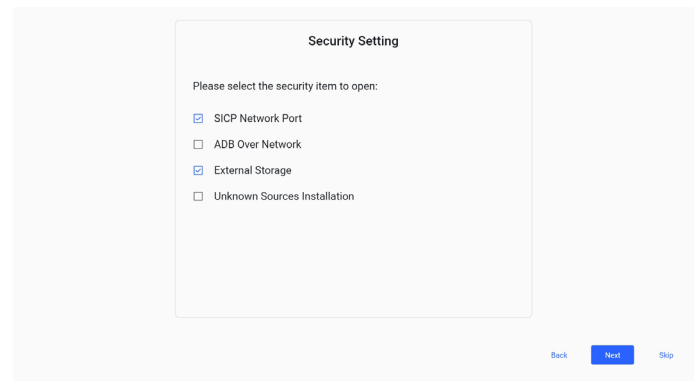 Security Setting
Please select the security item to open:
SICP Network Port
ADB Over Network
External Storage
Unknown Sources Installation
Back
Next
Skip